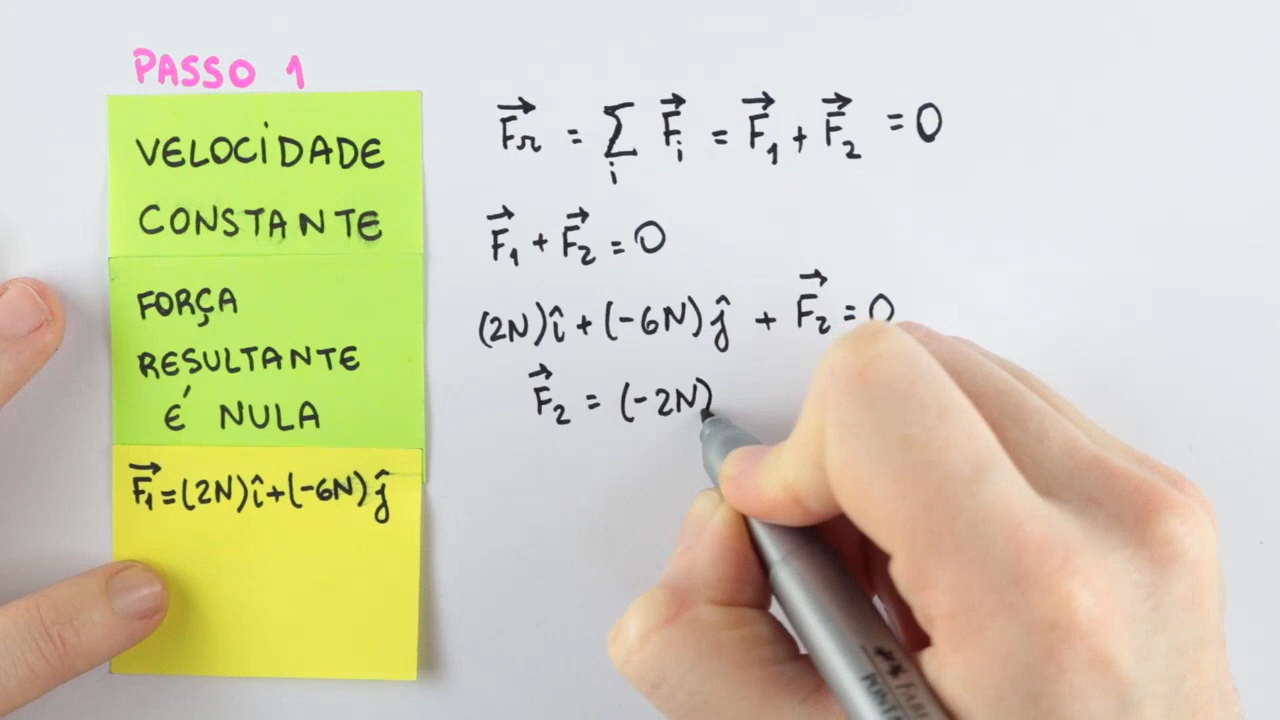 PASSO 1
VELOCIDADE
CONSTANTE
FORÇA
RESULTANTE
É NULA
F⃗₁=(2N)î+(-6N)ĵ
F⃗r = ∑ᵢ F⃗ᵢ = F⃗₁ + F⃗₂ = 0
F⃗₁ + F⃗₂ = 0
(2N)î + (-6N)ĵ + F⃗₂ = 0
F⃗₂ = (-2N)